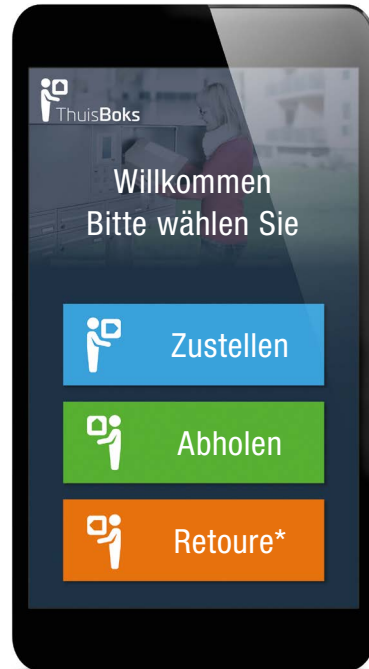 ThuisBoks
Willkommen
Bitte wählen Sie
Zustellen
Abholen
Retoure*